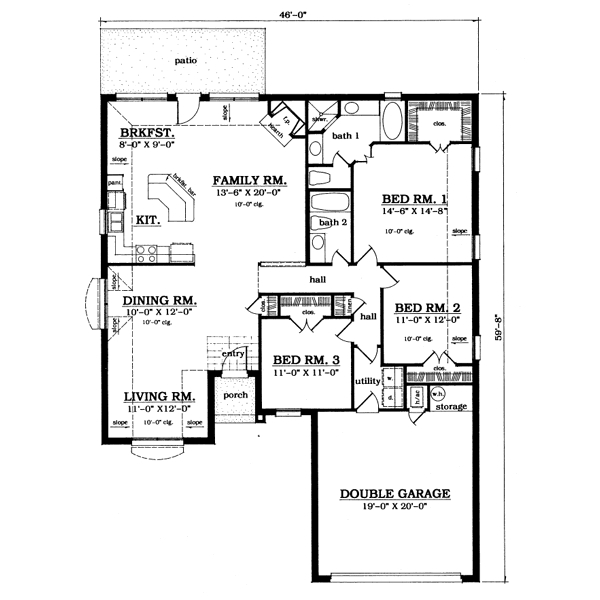 46'-0"
patio
slope
f.p.
hearth
shwr.
clos.
bath 1
BRKFST.
8'-0" X 9'-0"
slope
FAMILY RM.
13'-6" X 20'-0"
10'-0" clg.
pant.
brkfst. bar
KIT.
BED RM. 1
14'-6" X 14'-8"
10'-0" clg.
slope
bath 2
hall
slope
DINING RM.
10'-0" X 12'-0"
10'-0" clg.
slope
clos.
clos.
linen
hall
BED RM. 2
11'-0" X 12'-0"
10'-0" clg.
slope
59'-8"
entry
BED RM. 3
11'-0" X 11'-0"
utility
w.
d.
clos.
porch
LIVING RM.
11'-0" X12'-0"
slope
10'-0" clg.
slope
h/ac
w.h.
storage
DOUBLE GARAGE
19'-0" X 20'-0"